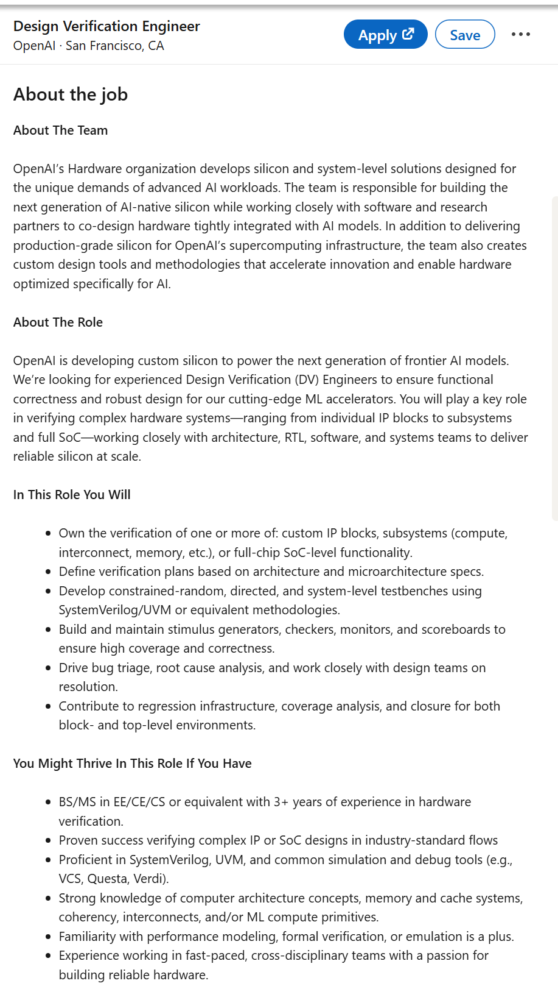 Design Verification Engineer
OpenAI · San Francisco, CA
Apply
Save
About the job
About The Team
OpenAI’s Hardware organization develops silicon and system-level solutions designed for
the unique demands of advanced AI workloads. The team is responsible for building the
next generation of AI-native silicon while working closely with software and research
partners to co-design hardware tightly integrated with AI models. In addition to delivering
production-grade silicon for OpenAI’s supercomputing infrastructure, the team also creates
custom design tools and methodologies that accelerate innovation and enable hardware
optimized specifically for AI.
About The Role
OpenAI is developing custom silicon to power the next generation of frontier AI models.
We’re looking for experienced Design Verification (DV) Engineers to ensure functional
correctness and robust design for our cutting-edge ML accelerators. You will play a key role
in verifying complex hardware systems—ranging from individual IP blocks to subsystems
and full SoC—working closely with architecture, RTL, software, and systems teams to deliver
reliable silicon at scale.
In This Role You Will
• Own the verification of one or more of: custom IP blocks, subsystems (compute,
interconnect, memory, etc.), or full-chip SoC-level functionality.
• Define verification plans based on architecture and microarchitecture specs.
• Develop constrained-random, directed, and system-level testbenches using
SystemVerilog/UVM or equivalent methodologies.
• Build and maintain stimulus generators, checkers, monitors, and scoreboards to
ensure high coverage and correctness.
• Drive bug triage, root cause analysis, and work closely with design teams on
resolution.
• Contribute to regression infrastructure, coverage analysis, and closure for both
block- and top-level environments.
You Might Thrive In This Role If You Have
• BS/MS in EE/CE/CS or equivalent with 3+ years of experience in hardware
verification.
• Proven success verifying complex IP or SoC designs in industry-standard flows
• Proficient in SystemVerilog, UVM, and common simulation and debug tools (e.g.,
VCS, Questa, Verdi).
• Strong knowledge of computer architecture concepts, memory and cache systems,
coherency, interconnects, and/or ML compute primitives.
• Familiarity with performance modeling, formal verification, or emulation is a plus.
• Experience working in fast-paced, cross-disciplinary teams with a passion for
building reliable hardware.